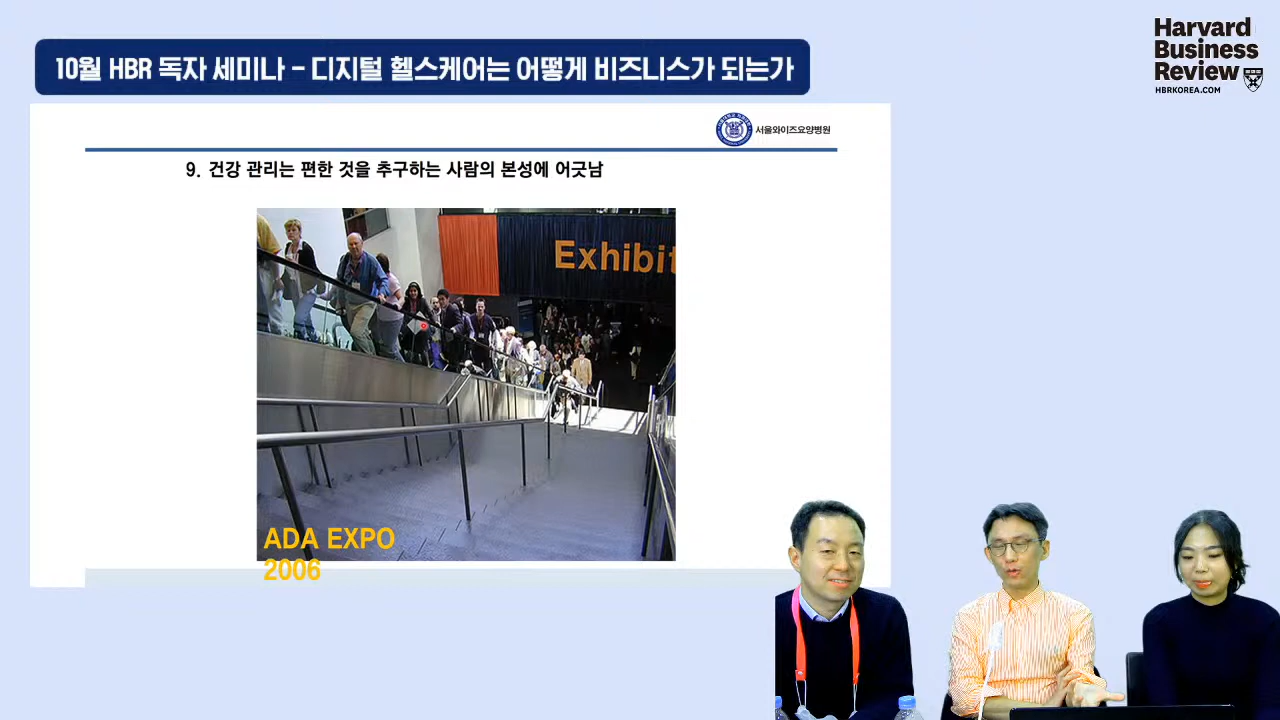 10월 HBR 독자 세미나 - 디지털 헬스케어는 어떻게 비즈니스가 되는가
Harvard
Business
Review
HBRKOREA.COM
서울와이즈요양병원
9. 건강 관리는 편한 것을 추구하는 사람의 본성에 어긋남
Exhibit
ADA EXPO
2006